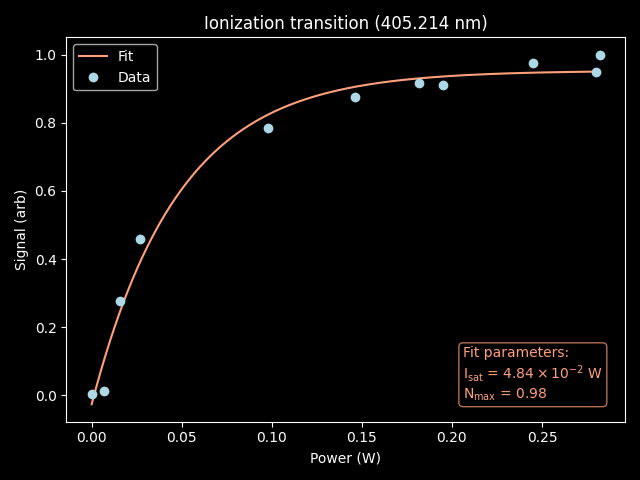 Ionization transition (405.214 nm)
Fit
Data
Signal (arb)
1.0
0.8
0.6
0.4
0.2
0.0
Fit parameters:
I_sat = 4.84 × 10⁻² W
N_max = 0.98
0.00 0.05 0.10 0.15 0.20 0.25
Power (W)